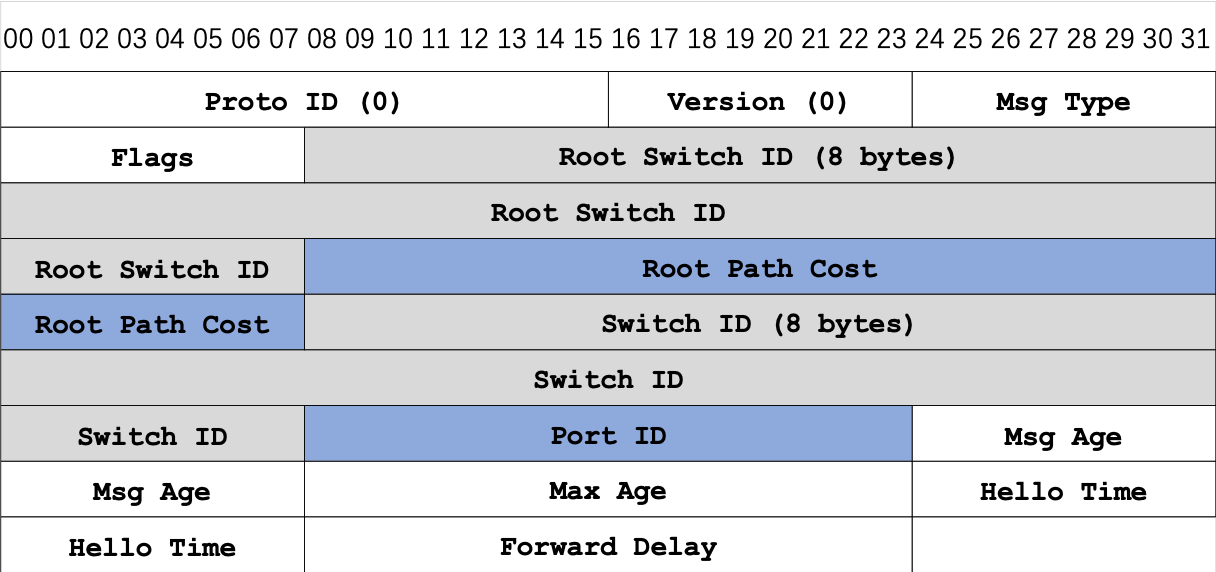 00 01 02 03 04 05 06 07 08 09 10 11 12 13 14 15 16 17 18 19 20 21 22 23 24 25 26 27 28 29 30 31
Proto ID (0) Version (0) Msg Type
Flags Root Switch ID (8 bytes)
Root Switch ID
Root Switch ID Root Path Cost
Root Path Cost Switch ID (8 bytes)
Switch ID
Switch ID Port ID Msg Age
Msg Age Max Age Hello Time
Hello Time Forward Delay